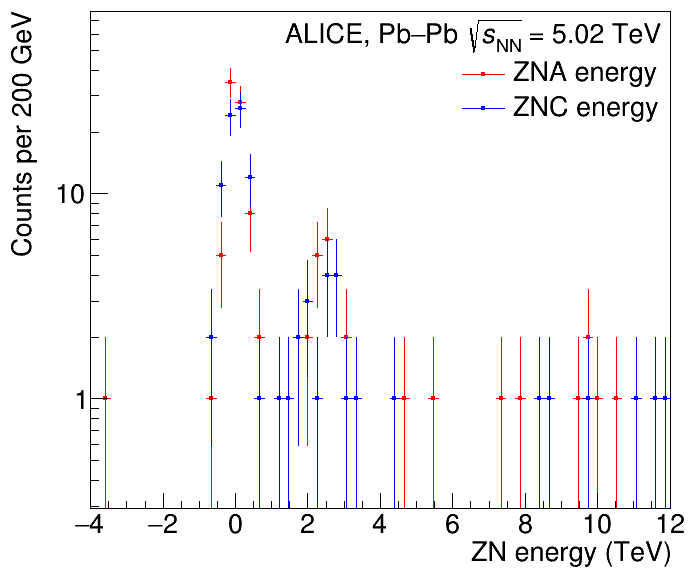 ALICE, Pb–Pb √sNN = 5.02 TeV
ZNA energy
ZNC energy
Counts per 200 GeV
10
1
−4 −2 0 2 4 6 8 10 12
ZN energy (TeV)